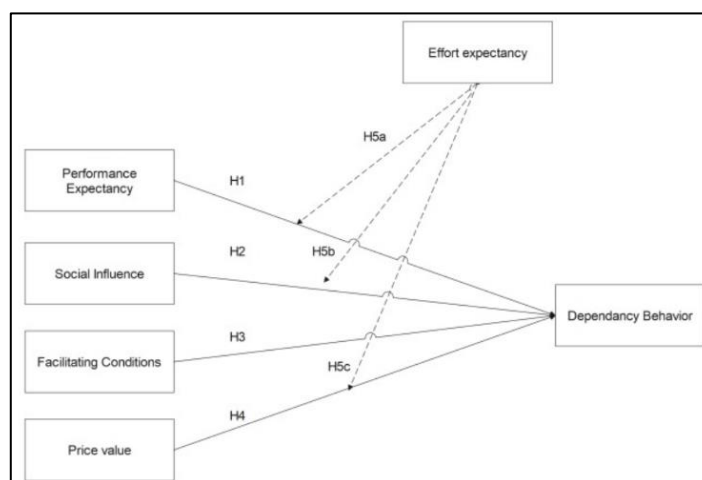 Effort expectancy
H5a
Performance
Expectancy
H1
H2
H5b
Social Influence
Dependancy Behavior
H3
Facilitating Conditions
H5c
H4
Price value